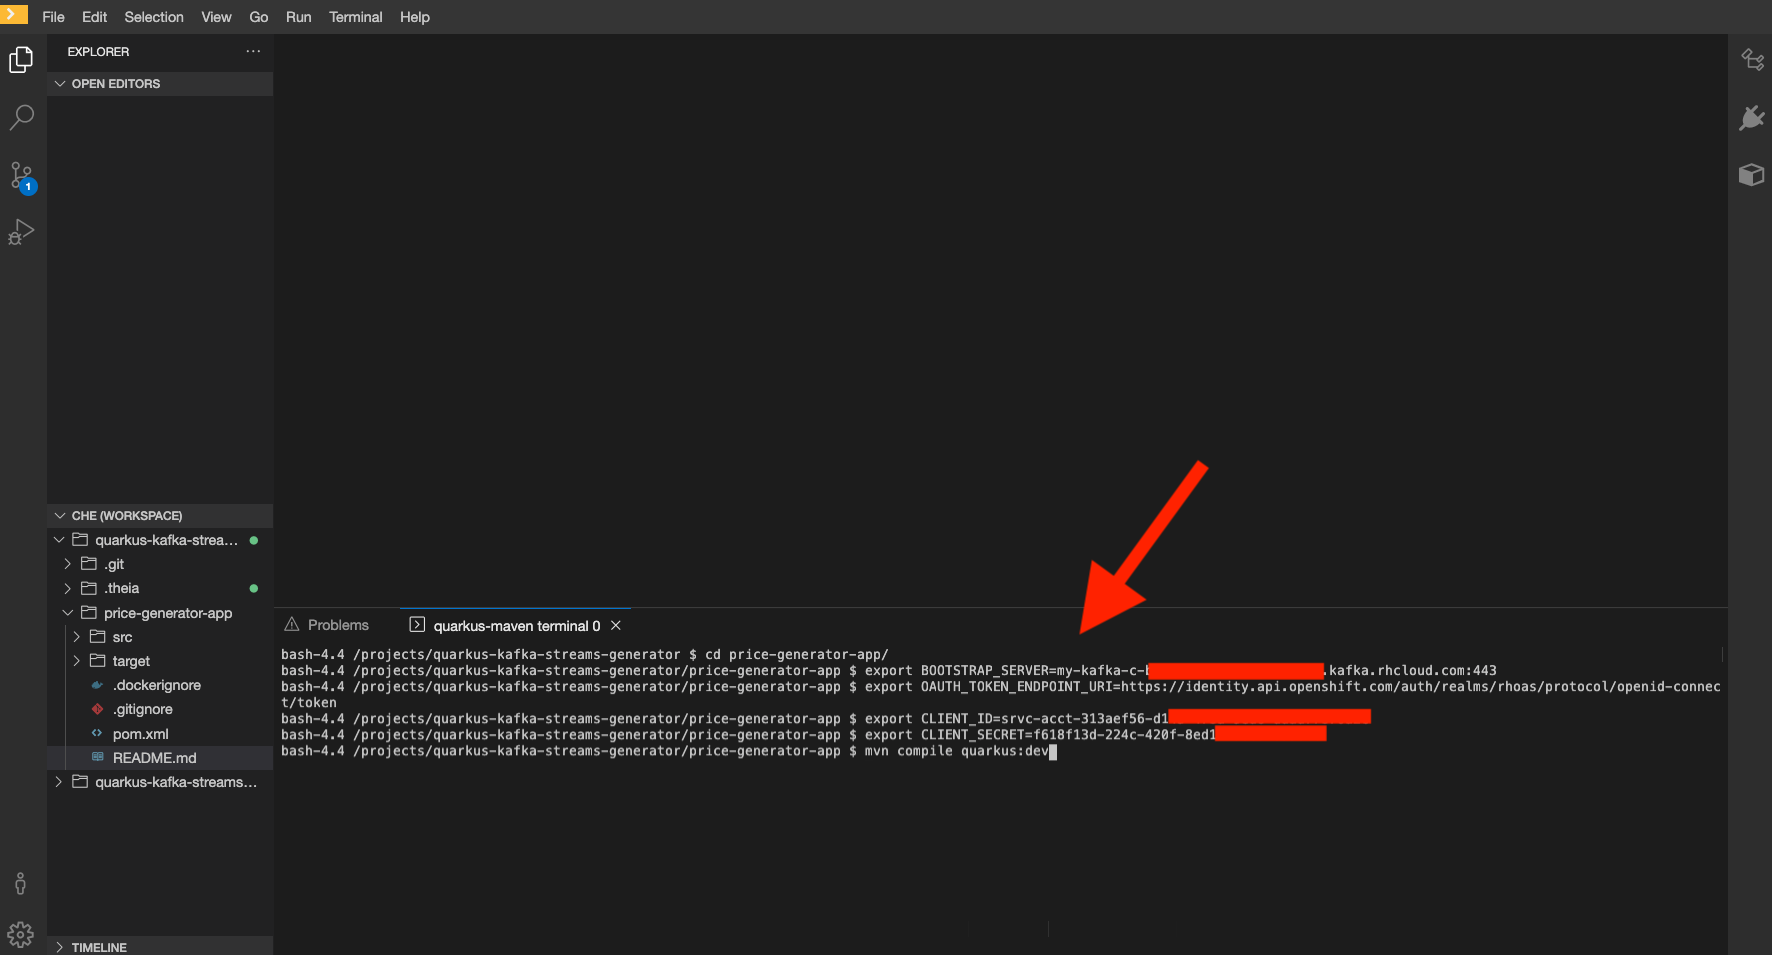 File Edit Selection View Go Run Terminal Help
EXPLORER ...
OPEN EDITORS
1
CHE (WORKSPACE)
quarkus-kafka-strea...
.git
.theia
price-generator-app
src
target
.dockerignore
.gitignore
pom.xml
README.md
quarkus-kafka-streams...
TIMELINE
Problems quarkus-maven terminal 0
bash-4.4 /projects/quarkus-kafka-streams-generator $ cd price-generator-app/
bash-4.4 /projects/quarkus-kafka-streams-generator/price-generator-app $ export BOOTSTRAP_SERVER=my-kafka-c- .kafka.rhcloud.com:443
bash-4.4 /projects/quarkus-kafka-streams-generator/price-generator-app $ export OAUTH_TOKEN_ENDPOINT_URI=https://identity.api.openshift.com/auth/realms/rhoas/protocol/openid-connec
t/token
bash-4.4 /projects/quarkus-kafka-streams-generator/price-generator-app $ export CLIENT_ID=srvc-acct-313aef56-d1
bash-4.4 /projects/quarkus-kafka-streams-generator/price-generator-app $ export CLIENT_SECRET=f618f13d-224c-420f-8ed1
bash-4.4 /projects/quarkus-kafka-streams-generator/price-generator-app $ mvn compile quarkus:dev